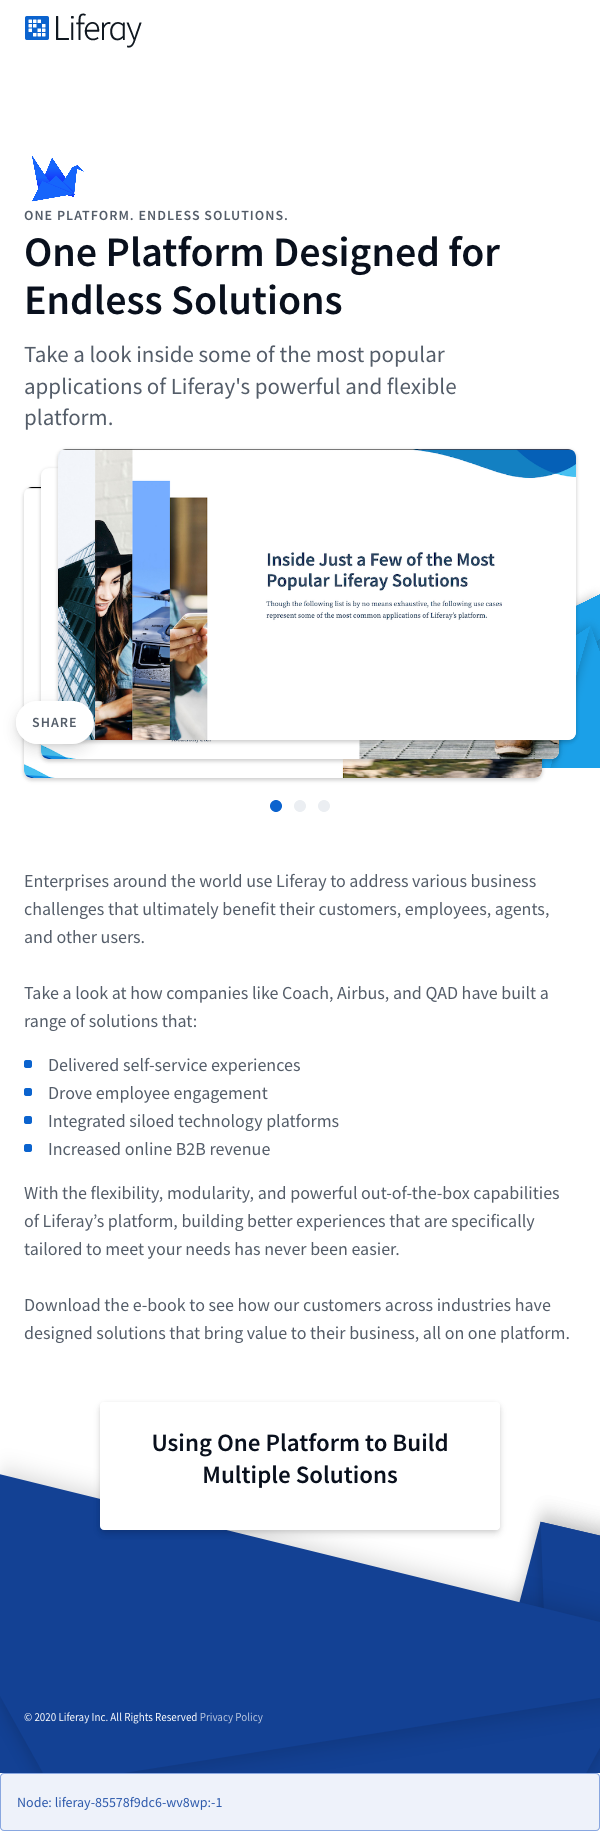 Liferay
ONE PLATFORM. ENDLESS SOLUTIONS.
One Platform Designed for
Endless Solutions
Take a look inside some of the most popular
applications of Liferay's powerful and flexible
platform.
Inside Just a Few of the Most
Popular Liferay Solutions
Though the following list is by no means exhaustive, the following use cases
represent some of the most common applications of Liferay's platform.
SHARE
Enterprises around the world use Liferay to address various business
challenges that ultimately benefit their customers, employees, agents,
and other users.
Take a look at how companies like Coach, Airbus, and QAD have built a
range of solutions that:
Delivered self-service experiences
Drove employee engagement
Integrated siloed technology platforms
Increased online B2B revenue
With the flexibility, modularity, and powerful out-of-the-box capabilities
of Liferay’s platform, building better experiences that are specifically
tailored to meet your needs has never been easier.
Download the e-book to see how our customers across industries have
designed solutions that bring value to their business, all on one platform.
Using One Platform to Build
Multiple Solutions
© 2020 Liferay Inc. All Rights Reserved Privacy Policy
Node: liferay-85578f9dc6-wv8wp:-1